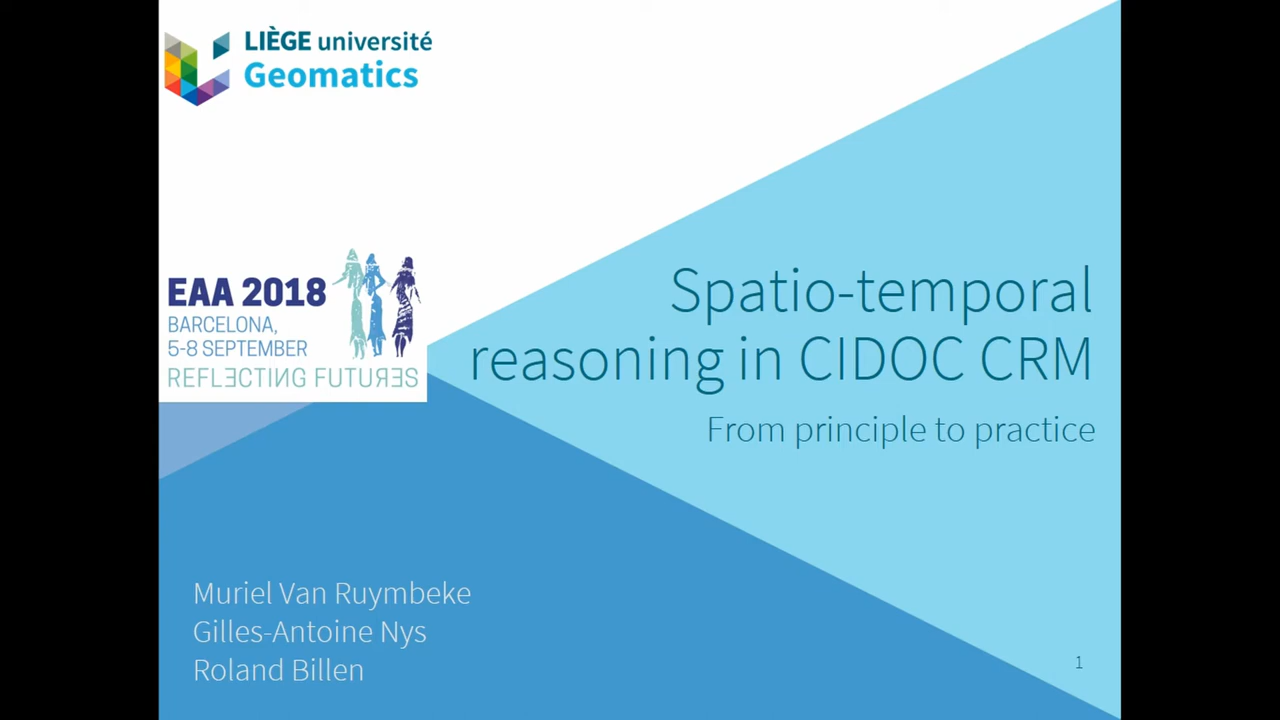 LIÈGE université
Geomatics
EAA 2018
BARCELONA,
5-8 SEPTEMBER
REFLECTING FUTURES
Spatio-temporal
reasoning in CIDOC CRM
From principle to practice
Muriel Van Ruymbeke
Gilles-Antoine Nys
Roland Billen
1